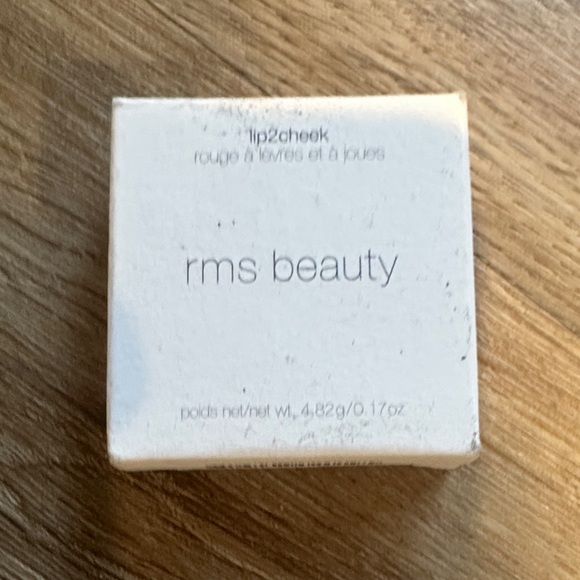 lip2cheek
rouge à lèvres et à joues
rms beauty
poids net/net wt. 4.82g/0.17oz